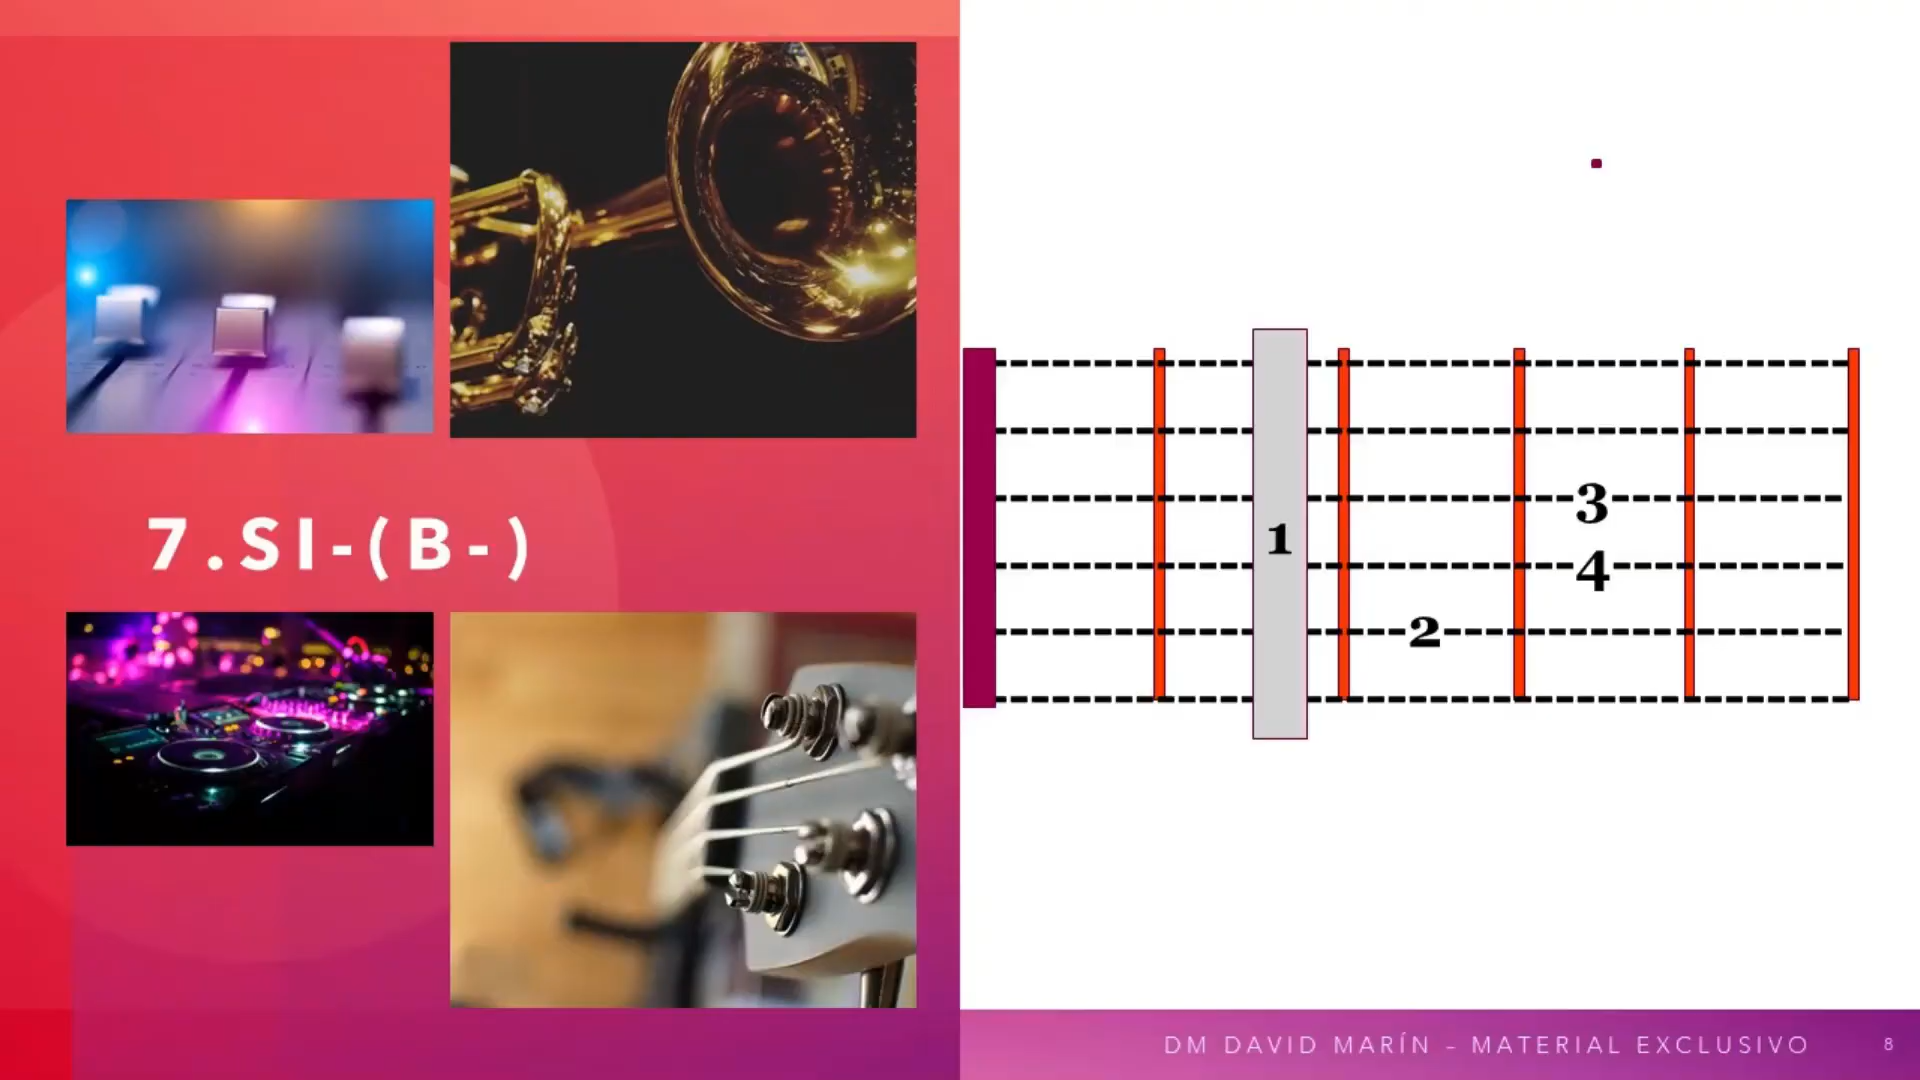 7.SI-(B-)
3
1
4
2
DM DAVID MARÍN – MATERIAL EXCLUSIVO 8